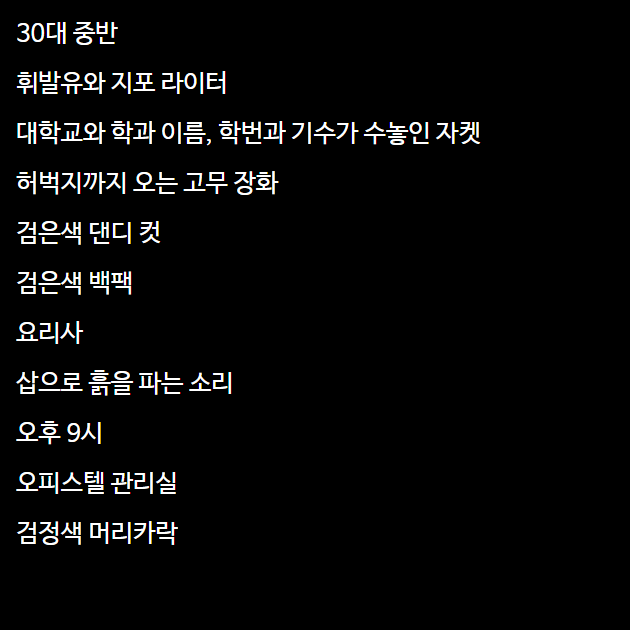 30대 중반
휘발유와 지포 라이터
대학교와 학과 이름, 학번과 기수가 수놓인 자켓
허벅지까지 오는 고무 장화
검은색 댄디 컷
검은색 백팩
요리사
삽으로 흙을 파는 소리
오후 9시
오피스텔 관리실
검정색 머리카락